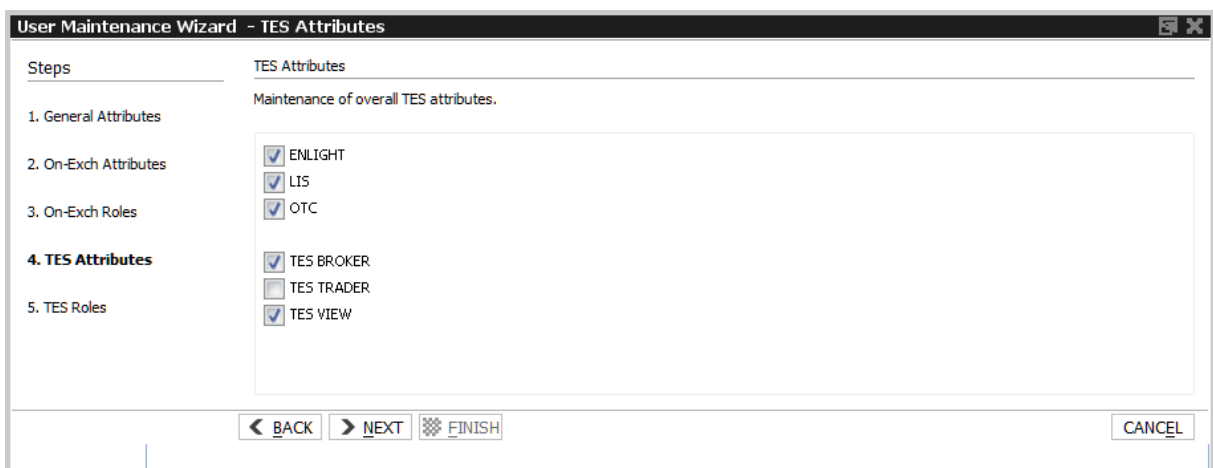 User Maintenance Wizard - TES Attributes
Steps
1. General Attributes
2. On-Exch Attributes
3. On-Exch Roles
4. TES Attributes
5. TES Roles
TES Attributes
Maintenance of overall TES attributes.
ENLIGHT
LIS
OTC
TES BROKER
TES TRADER
TES VIEW
BACK NEXT FINISH CANCEL